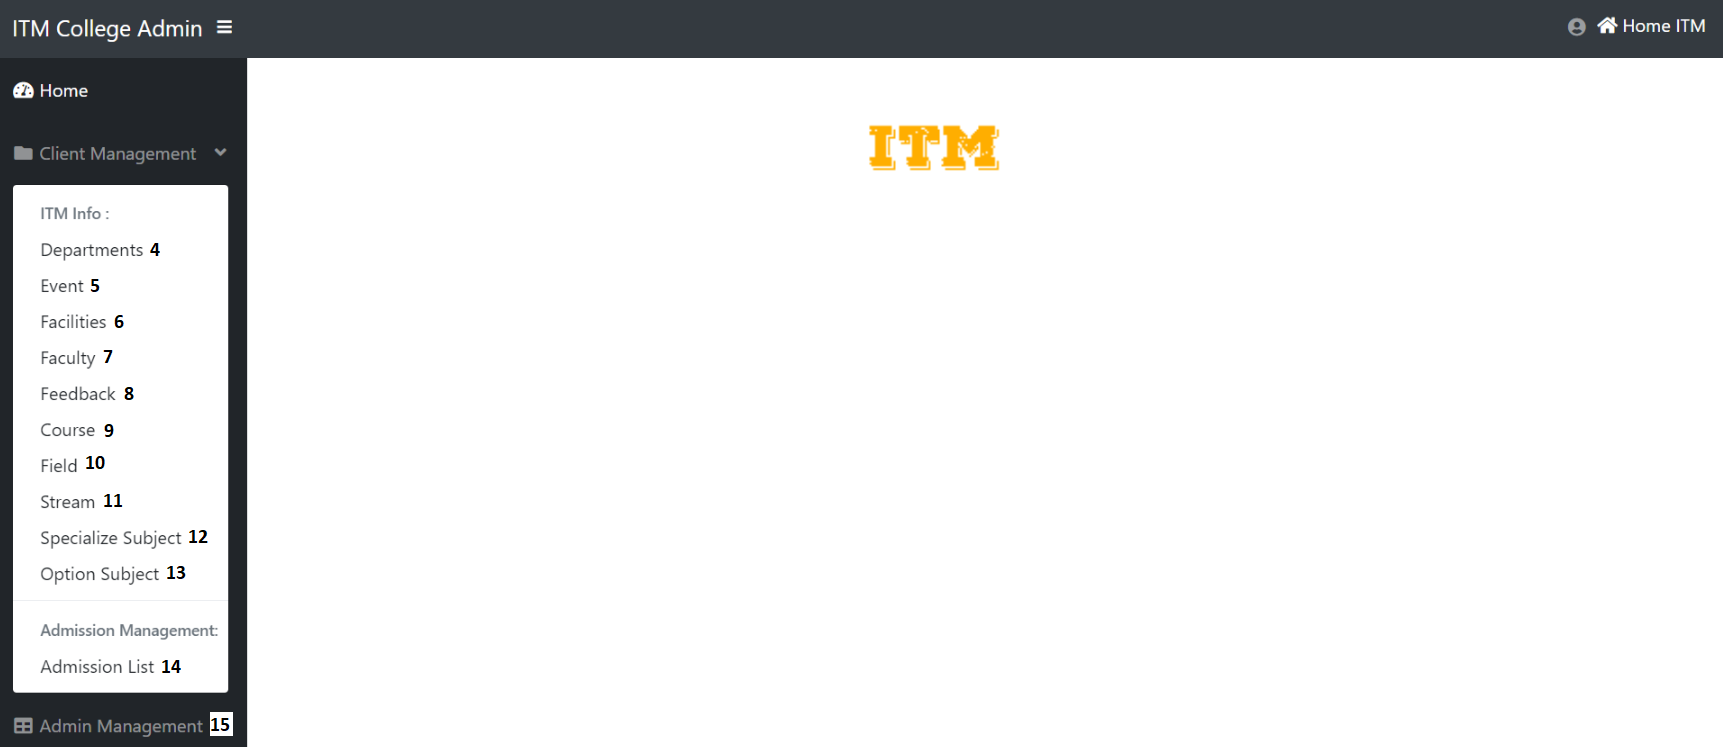 ITM College Admin
Home ITM
Home
ITM
Client Management
ITM Info :
Departments 4
Event 5
Facilities 6
Faculty 7
Feedback 8
Course 9
Field 10
Stream 11
Specialize Subject 12
Option Subject 13
Admission Management:
Admission List 14
Admin Management 15